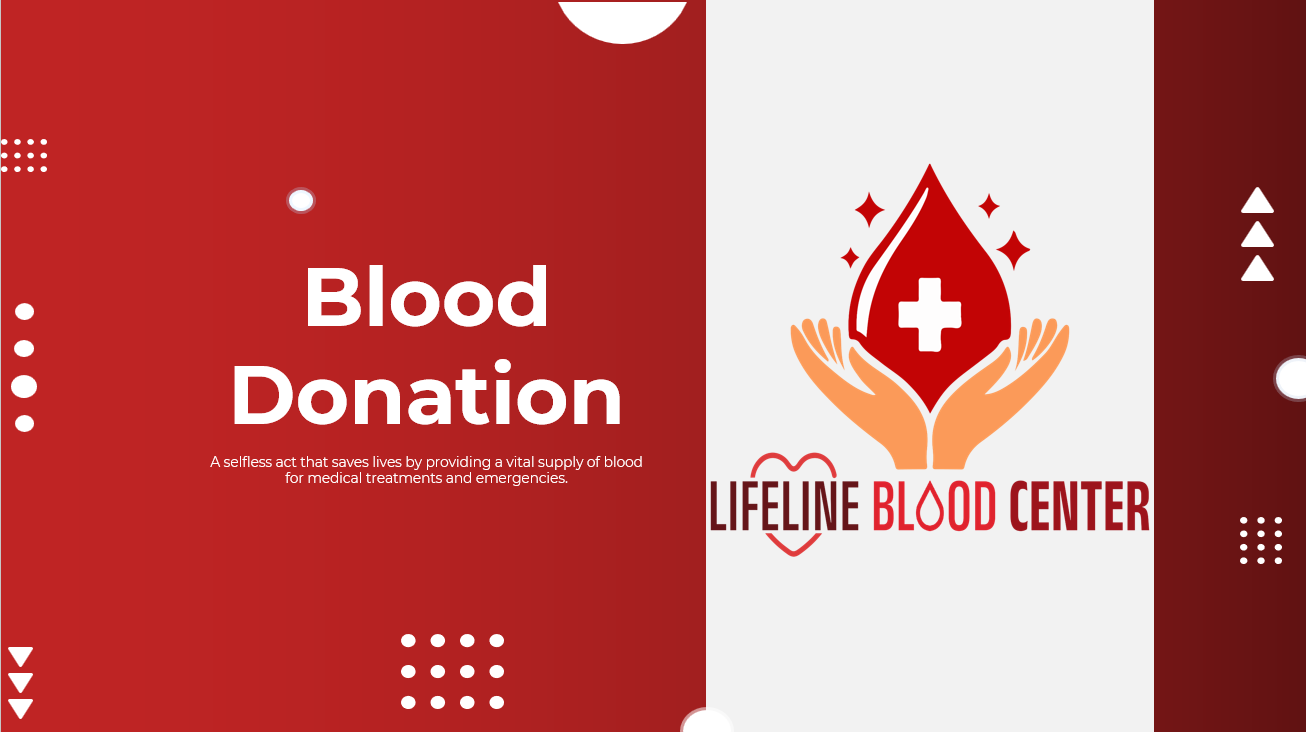 Blood
Donation
A selfless act that saves lives by providing a vital supply of blood
for medical treatments and emergencies.
LIFELINE BLOOD CENTER